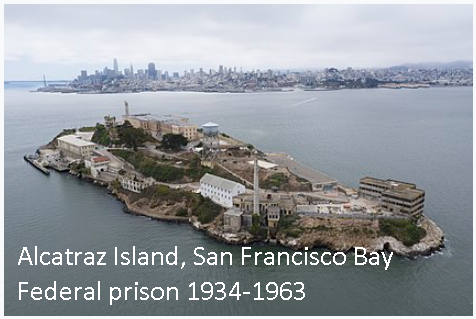 Alcatraz Island, San Francisco Bay
Federal prison 1934-1963